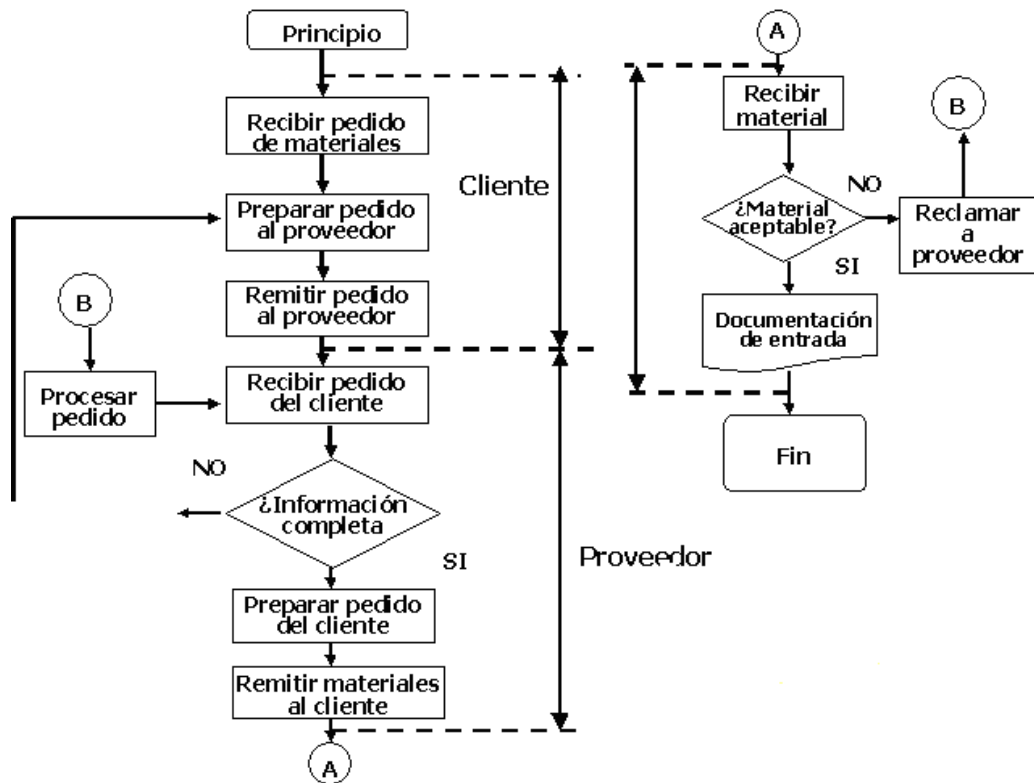 Principio
Recibir pedido
de materiales
Cliente
Preparar pedido
al proveedor
Remitir pedido
al proveedor
B
Procesar
pedido
Recibir pedido
del cliente
NO
¿Información
completa
SI
Proveedor
Preparar pedido
del cliente
Remitir materiales
al cliente
A
A
Recibir
material
B
NO
¿Material
aceptable?
Reclamar
a
proveedor
SI
Documentación
de entrada
Fin